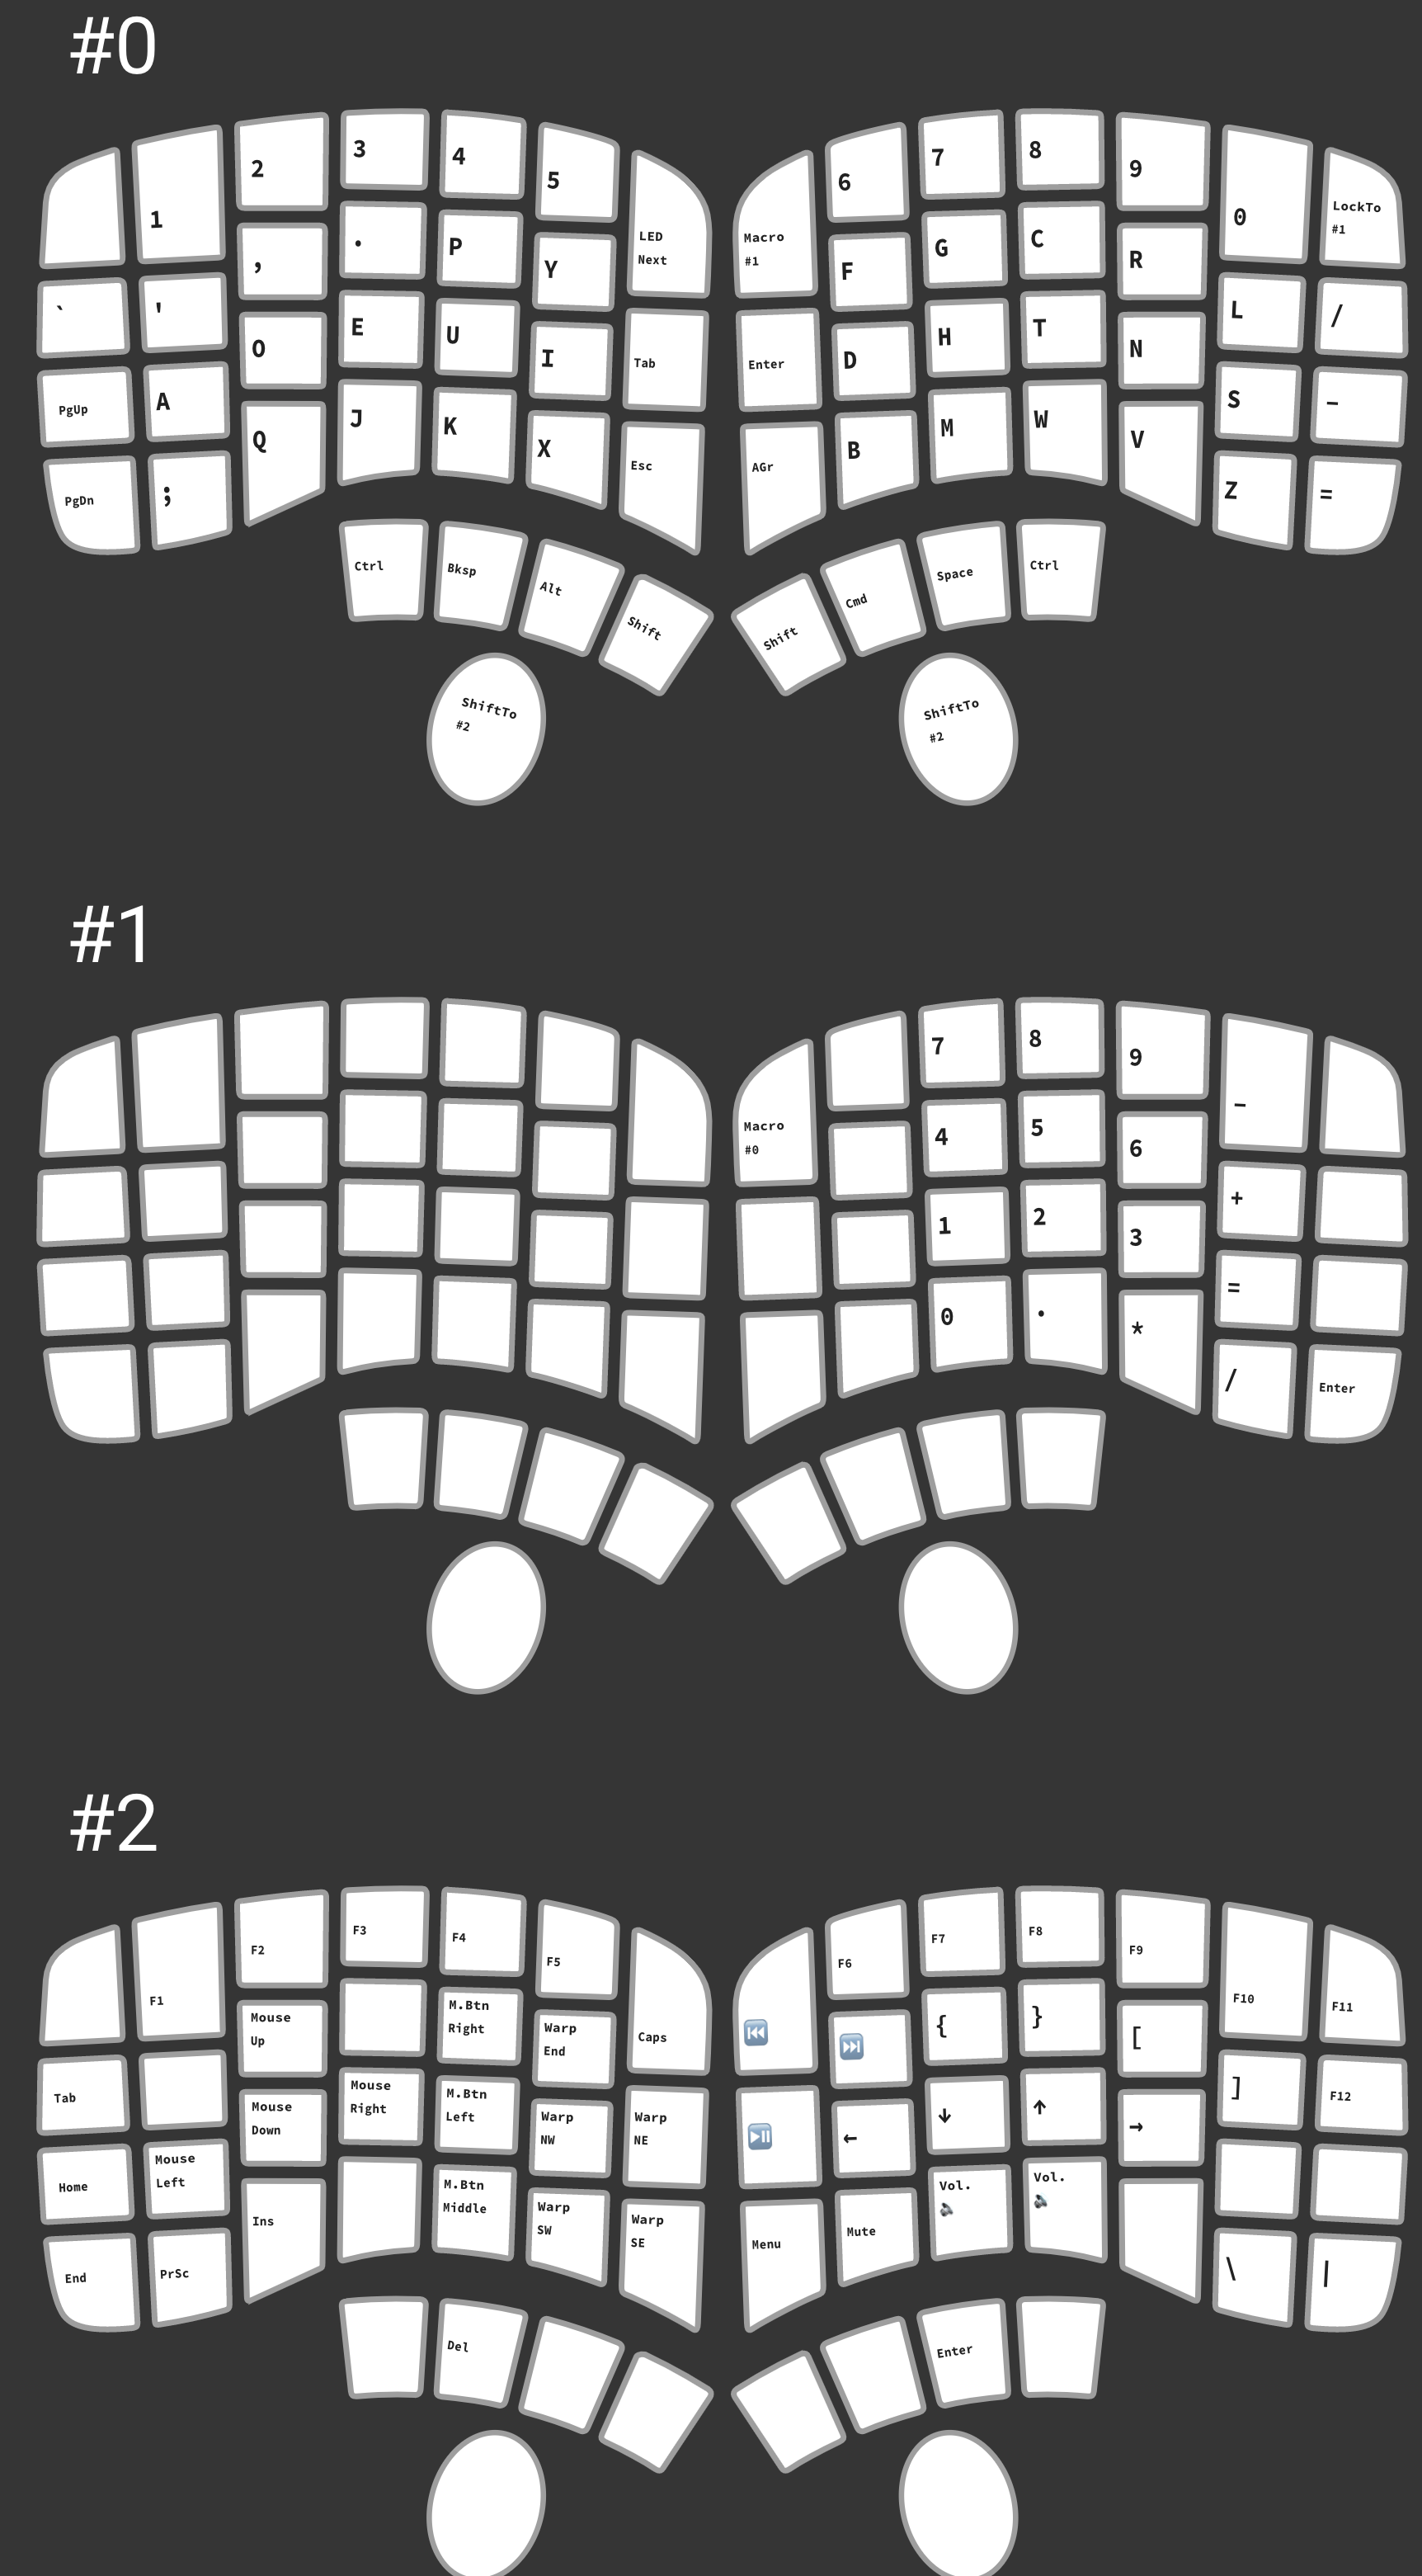 #0
1 2 3 4 5 LED Next Macro #1 6 7 8 9 0 LockTo #1
` ' , . P Y Tab Enter F G C R L /
PgUp A O E U I D H T N S -
PgDn ; Q J K X Esc AGr B M W V Z =
Ctrl Bksp Alt Shift Shift Cmd Space Ctrl
ShiftTo #2 ShiftTo #2
#1
Macro #0 7 8 9 -
4 5 6 +
1 2 3 =
0 . * / Enter
#2
F1 F2 F3 F4 F5 Caps ⏮ F6 F7 F8 F9 F10 F11
Tab Mouse Up M.Btn Right Warp End ⏭ { } [ ] F12
Home Mouse Left Mouse Down Mouse Right M.Btn Left Warp NW Warp NE ⏯ ← ↓ ↑ →
End PrSc Ins M.Btn Middle Warp SW Warp SE Menu Mute Vol. 🔉 Vol. 🔊 \ |
Del Enter